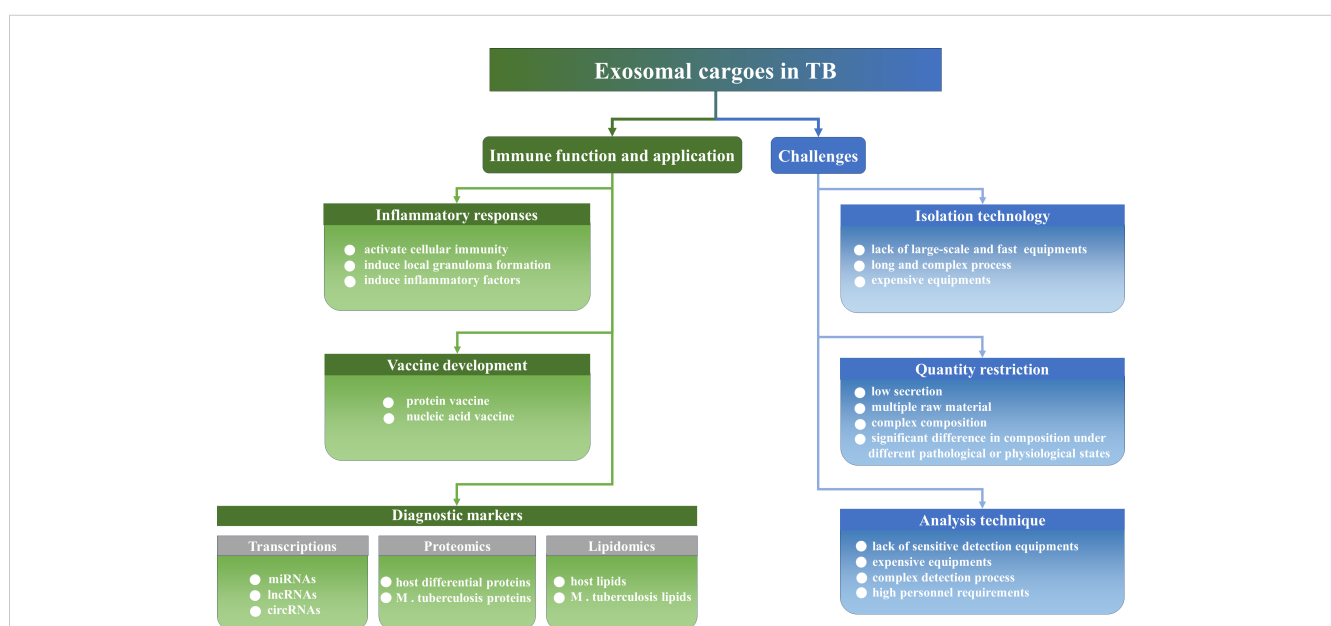 Exosomal cargoes in TB
Immune function and application
Challenges
Inflammatory responses
activate cellular immunity
induce local granuloma formation
induce inflammatory factors
Vaccine development
protein vaccine
nucleic acid vaccine
Diagnostic markers
Transcriptions
miRNAs
lncRNAs
circRNAs
Proteomics
host differential proteins
M . tuberculosis proteins
Lipidomics
host lipids
M . tuberculosis lipids
Isolation technology
lack of large-scale and fast equipments
long and complex process
expensive equipments
Quantity restriction
low secretion
multiple raw material
complex composition
significant difference in composition under
different pathological or physiological states
Analysis technique
lack of sensitive detection equipments
expensive equipments
complex detection process
high personnel requirements